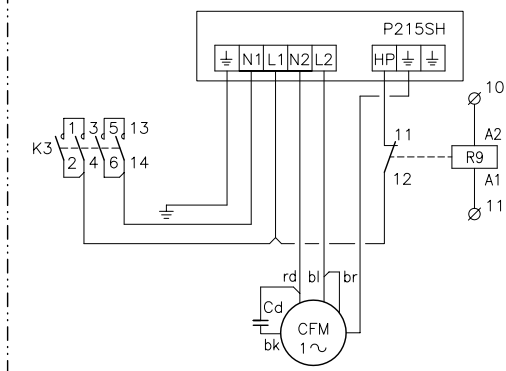 P215SH
N1 L1 N2 L2 HP
10
1 3 5 13
11 A2
K3 R9
2 4 6 14
12 A1
11
rd bl br
Cd
CFM
bk 1